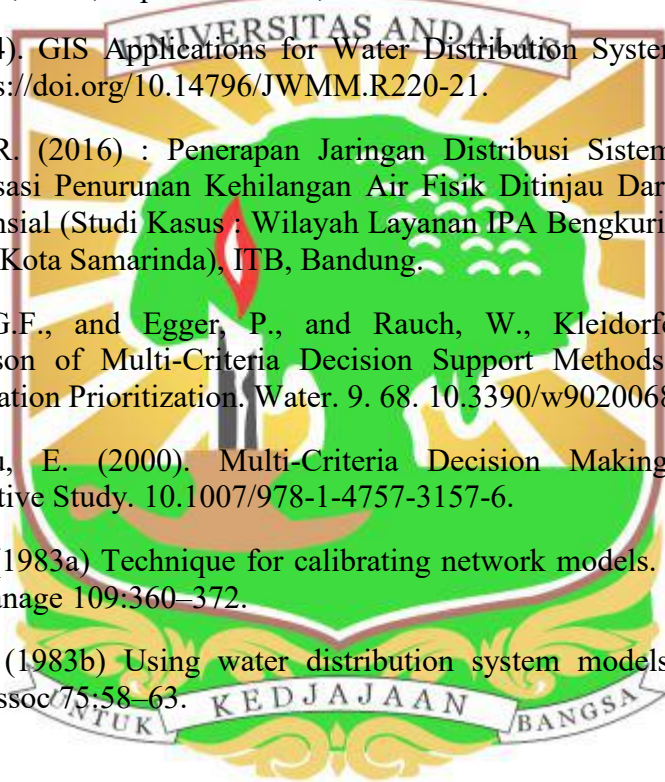 UNIVERSITAS ANDALAS
4). GIS Applications for Water Distribution System
s://doi.org/10.14796/JWMM.R220-21.
R. (2016) : Penerapan Jaringan Distribusi Sistem
sasi Penurunan Kehilangan Air Fisik Ditinjau Dar
nsial (Studi Kasus : Wilayah Layanan IPA Bengkuri
Kota Samarinda), ITB, Bandung.
G.F., and Egger, P., and Rauch, W., Kleidorfe
son of Multi-Criteria Decision Support Methods
ation Prioritization. Water. 9. 68. 10.3390/w9020068
u, E. (2000). Multi-Criteria Decision Making
tive Study. 10.1007/978-1-4757-3157-6.
(1983a) Technique for calibrating network models.
anage 109:360–372.
(1983b) Using water distribution system models
ssoc 75:58–63.
UNTUK KEDJAJAAN BANGSA